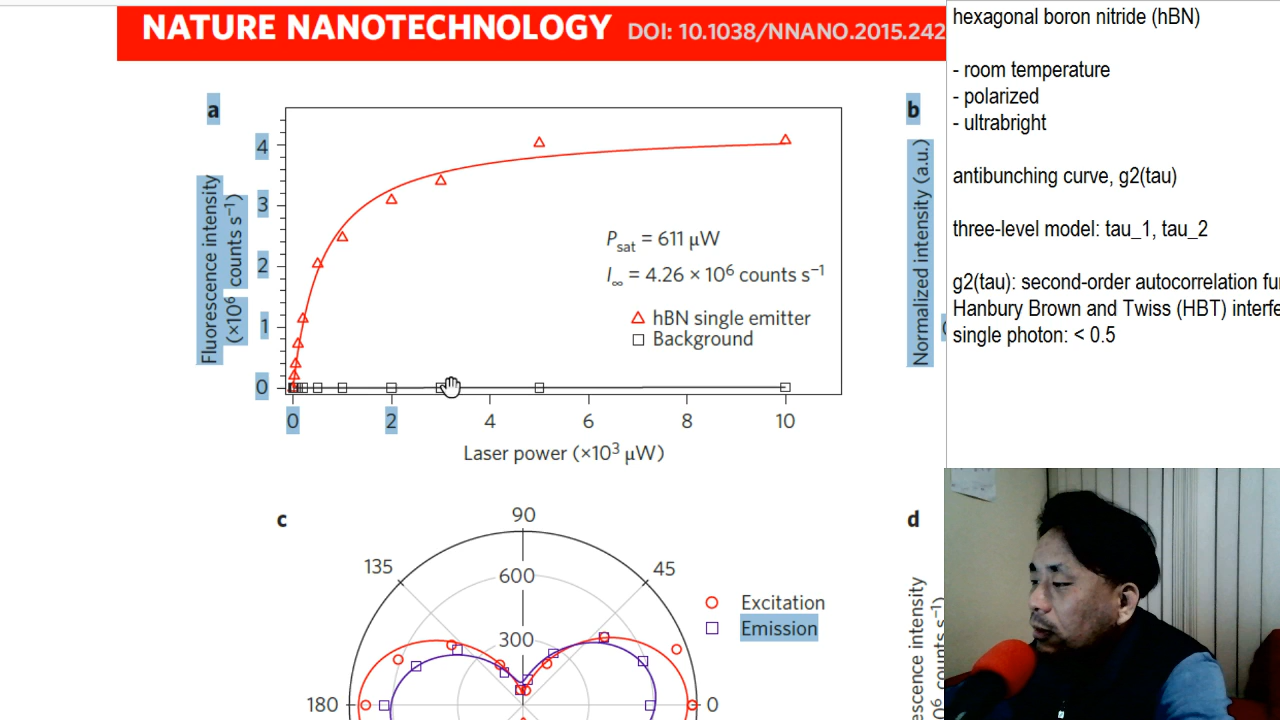 NATURE NANOTECHNOLOGY DOI: 10.1038/NNANO.2015.242
a
b
Fluorescence intensity
(×10⁶ counts s⁻¹)
4
3
2
1
0
0 2 4 6 8 10
Laser power (×10³ µW)
P_sat = 611 µW
I_∞ = 4.26 × 10⁶ counts s⁻¹
hBN single emitter
Background
Normalized intensity (a.u.)
c
d
90
135
45
600
300
180
0
Excitation
Emission
hexagonal boron nitride (hBN)
- room temperature
- polarized
- ultrabright
antibunching curve, g2(tau)
three-level model: tau_1, tau_2
g2(tau): second-order autocorrelation fu
Hanbury Brown and Twiss (HBT) interfe
single photon: < 0.5